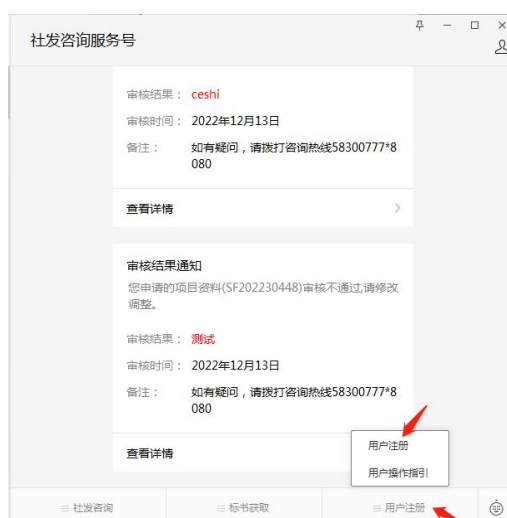 社发咨询服务号
审核结果： ceshi
审核时间： 2022年12月13日
备注： 如有疑问，请拨打咨询热线58300777*8
080
查看详情
审核结果通知
您申请的项目资料(SF202230448)审核不通过,请修改
调整。
审核结果： 测试
审核时间： 2022年12月13日
备注： 如有疑问，请拨打咨询热线58300777*8
080
查看详情
用户注册
用户操作指引
社发咨询 标书获取 用户注册